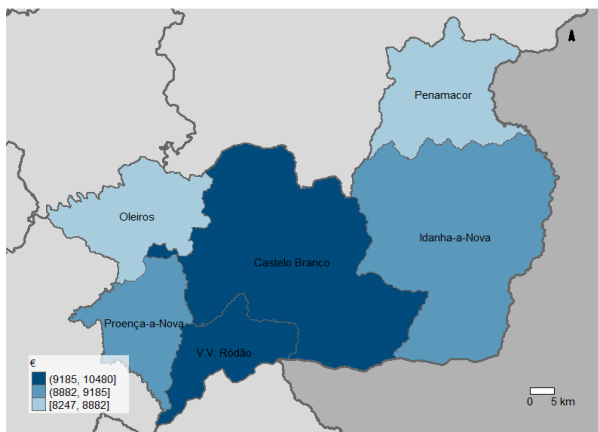 Penamacor
Oleiros
Idanha-a-Nova
Castelo Branco
Proença-a-Nova
V.V. Ródão
€
(9185, 10480]
(8882, 9185]
[8247, 8882]
0 5 km